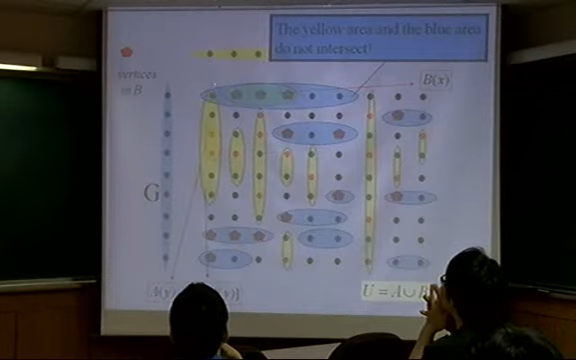 The yellow area and the blue area
do not intersect!
vertices
in B
B(x)
G
U = A ∪ B